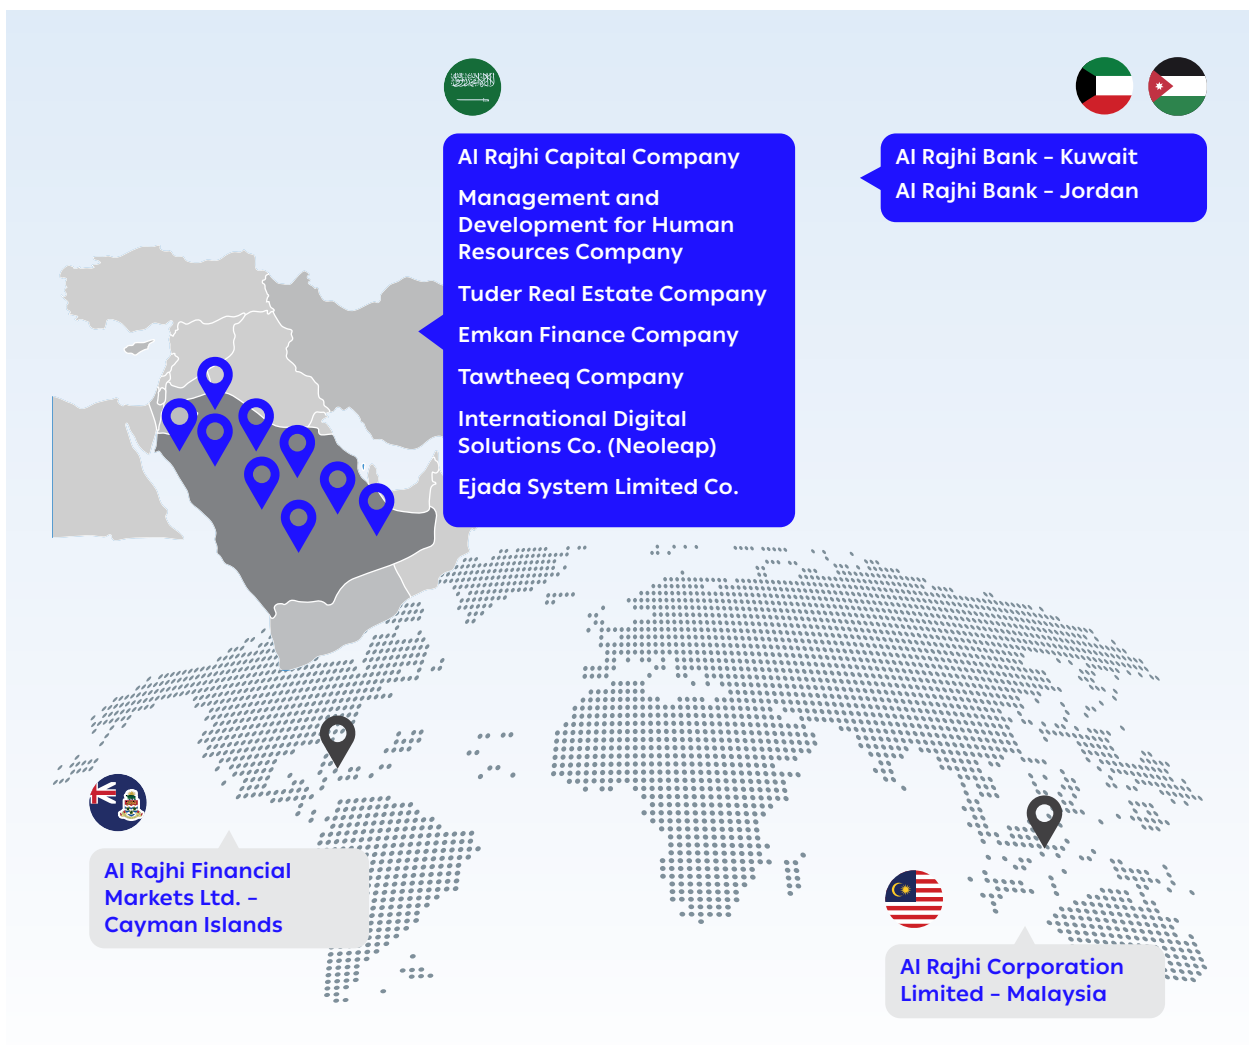 Al Rajhi Capital Company
Management and
Development for Human
Resources Company
Tuder Real Estate Company
Emkan Finance Company
Tawtheeq Company
International Digital
Solutions Co. (Neoleap)
Ejada System Limited Co.
Al Rajhi Bank – Kuwait
Al Rajhi Bank – Jordan
Al Rajhi Financial
Markets Ltd. –
Cayman Islands
Al Rajhi Corporation
Limited – Malaysia